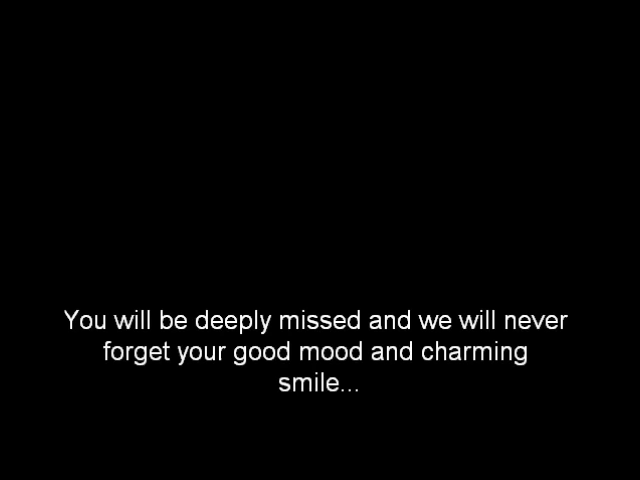 You will be deeply missed and we will never
forget your good mood and charming
smile...